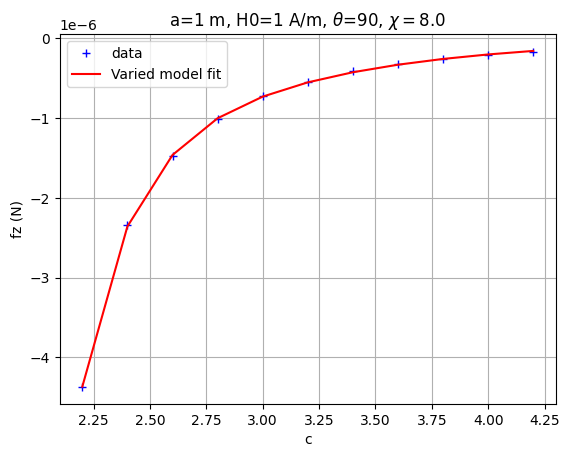 a=1 m, H0=1 A/m, θ=90, χ = 8.0
1e−6
data
Varied model fit
0
−1
−2
−3
−4
fz (N)
2.25 2.50 2.75 3.00 3.25 3.50 3.75 4.00 4.25
c